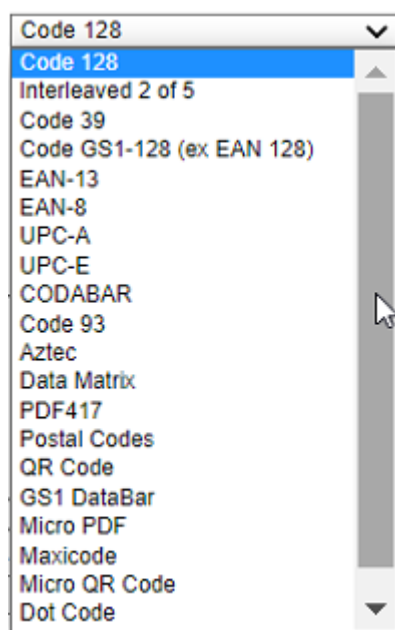 Code 128
Code 128
Interleaved 2 of 5
Code 39
Code GS1-128 (ex EAN 128)
EAN-13
EAN-8
UPC-A
UPC-E
CODABAR
Code 93
Aztec
Data Matrix
PDF417
Postal Codes
QR Code
GS1 DataBar
Micro PDF
Maxicode
Micro QR Code
Dot Code